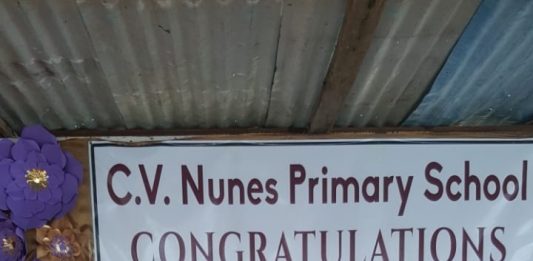 C.V. Nunes Primary School
CONGRATULATIONS